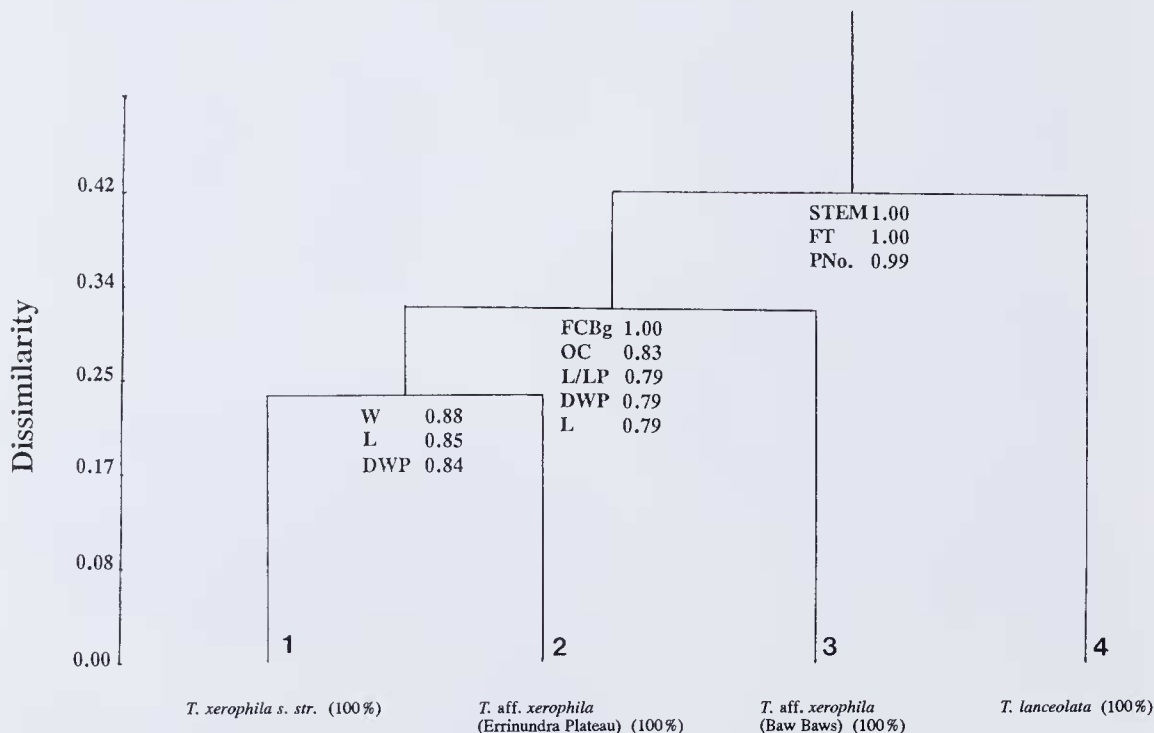 Dissimilarity
0.42
0.34
0.25
0.17
0.08
0.00
STEM 1.00
FT 1.00
PNo. 0.99
FCBg 1.00
OC 0.83
L/LP 0.79
DWP 0.79
L 0.79
W 0.88
L 0.85
DWP 0.84
1
2
3
4
T. xerophila s. str. (100%)
T. aff. xerophila
(Errinundra Plateau) (100%)
T. aff. xerophila
(Baw Baws) (100%)
T. lanceolata (100%)